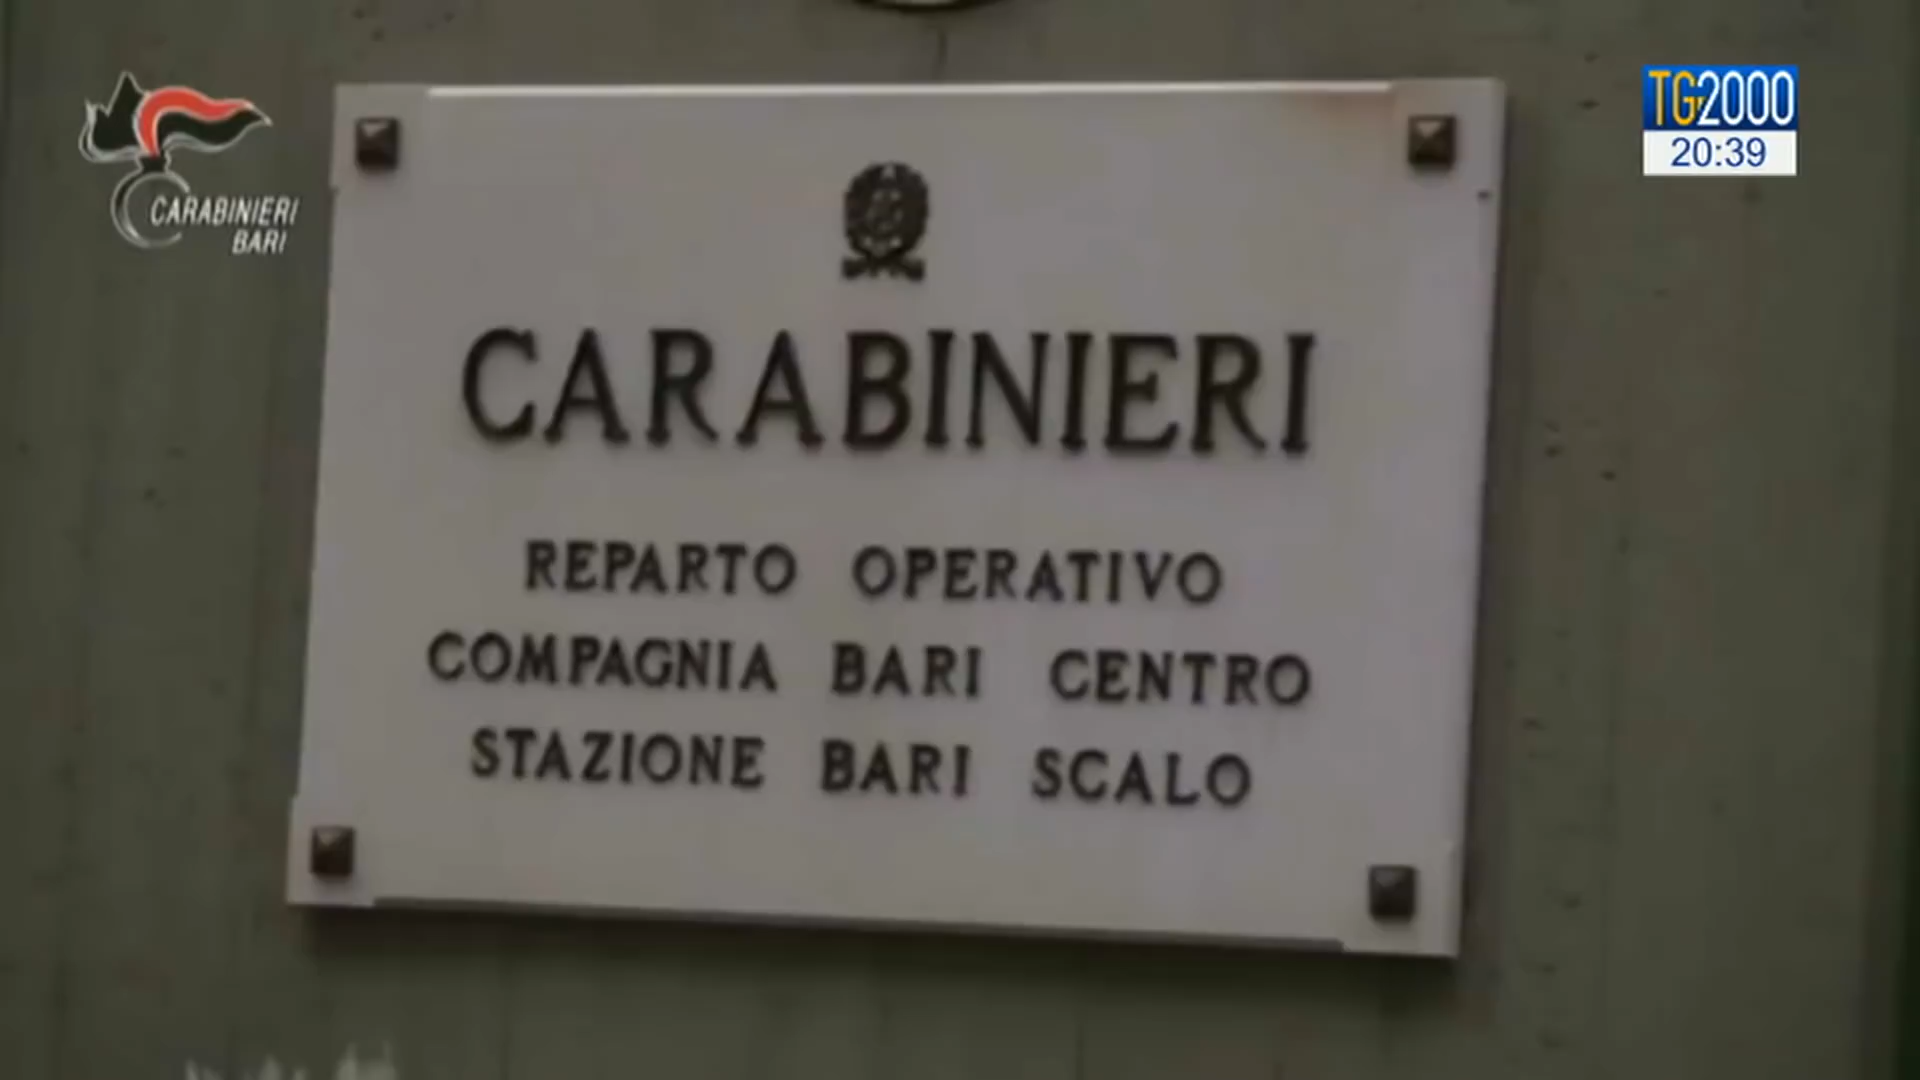 CARABINIERI
BARI
TG2000
20:39
CARABINIERI
REPARTO OPERATIVO
COMPAGNIA BARI CENTRO
STAZIONE BARI SCALO